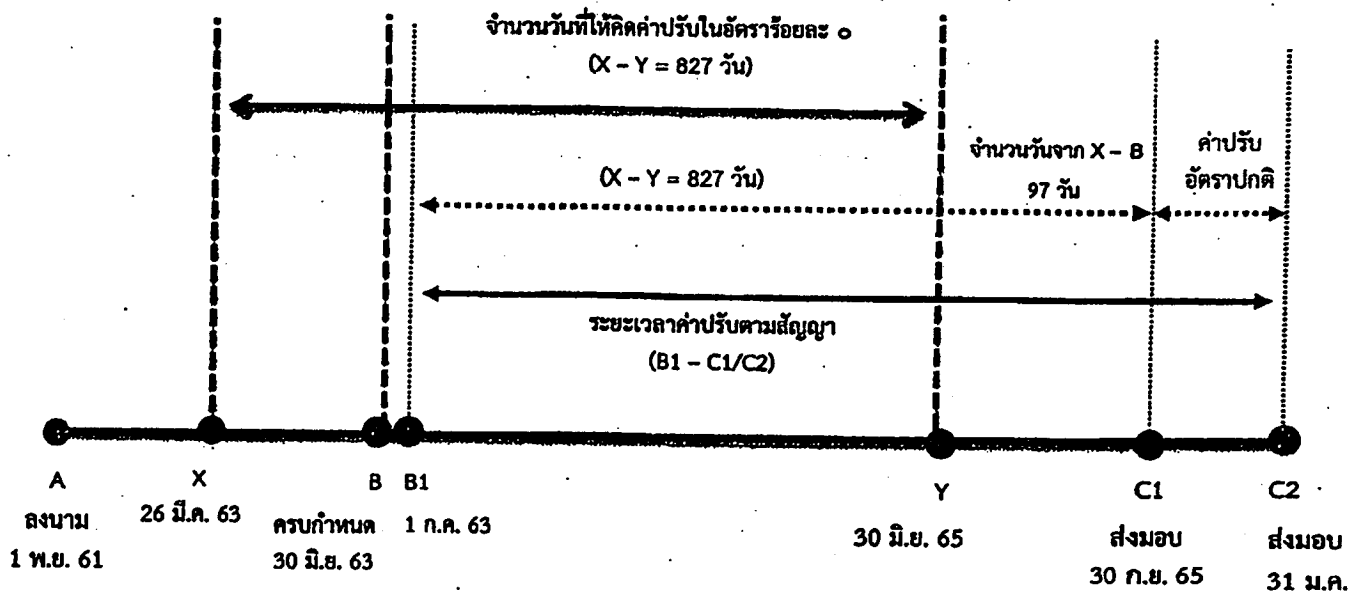 จำนวนวันที่ให้คิดค่าปรับในอัตราร้อยละ ๐
(X – Y = 827 วัน)
จำนวนวันจาก X – B
97 วัน
ค่าปรับ
อัตราปกติ
(X – Y = 827 วัน)
ระยะเวลาค่าปรับตามสัญญา
(B1 – C1/C2)
A
ลงนาม
1 พ.ย. 61
X
26 มี.ค. 63
B
ครบกำหนด
30 มิ.ย. 63
B1
1 ก.ค. 63
Y
30 มิ.ย. 65
C1
ส่งมอบ
30 ก.ย. 65
C2
ส่งมอบ
31 ม.ค.